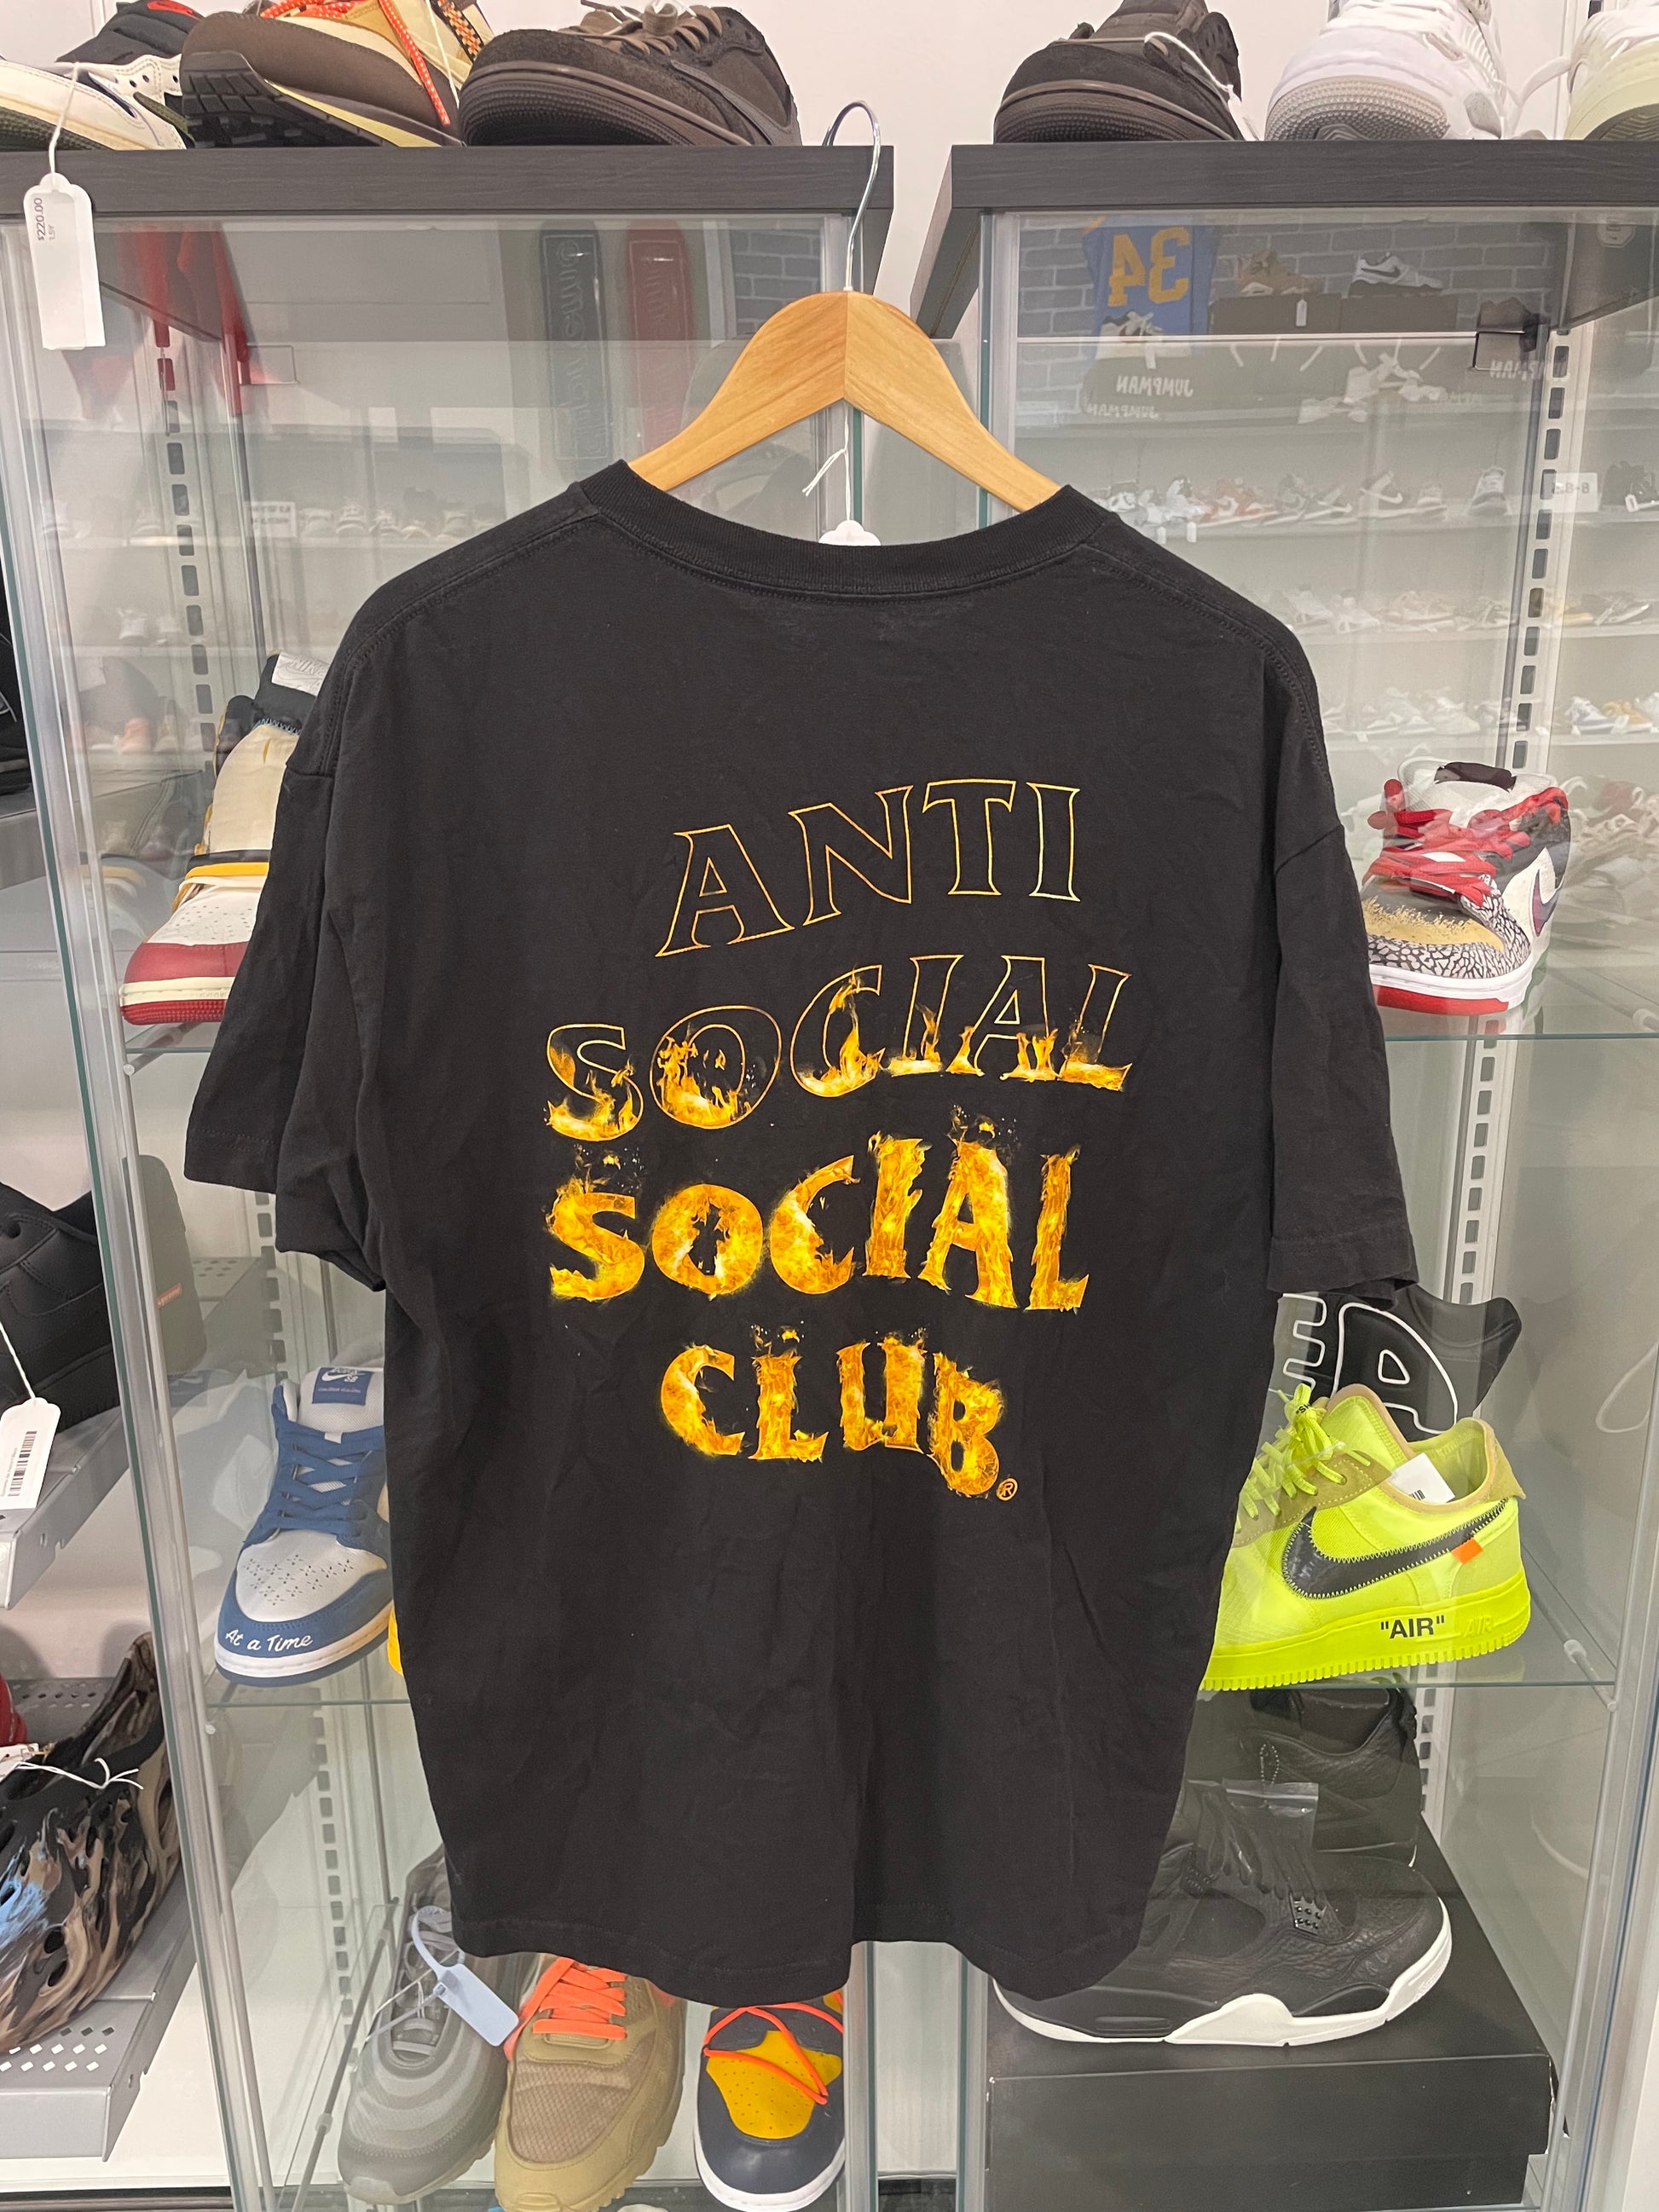 $220.00
34
JUMPMAN
JUMPMAN
ANTI
SOCIAL
SOCIAL
CLUB®
At a Time
"AIR"
AIR